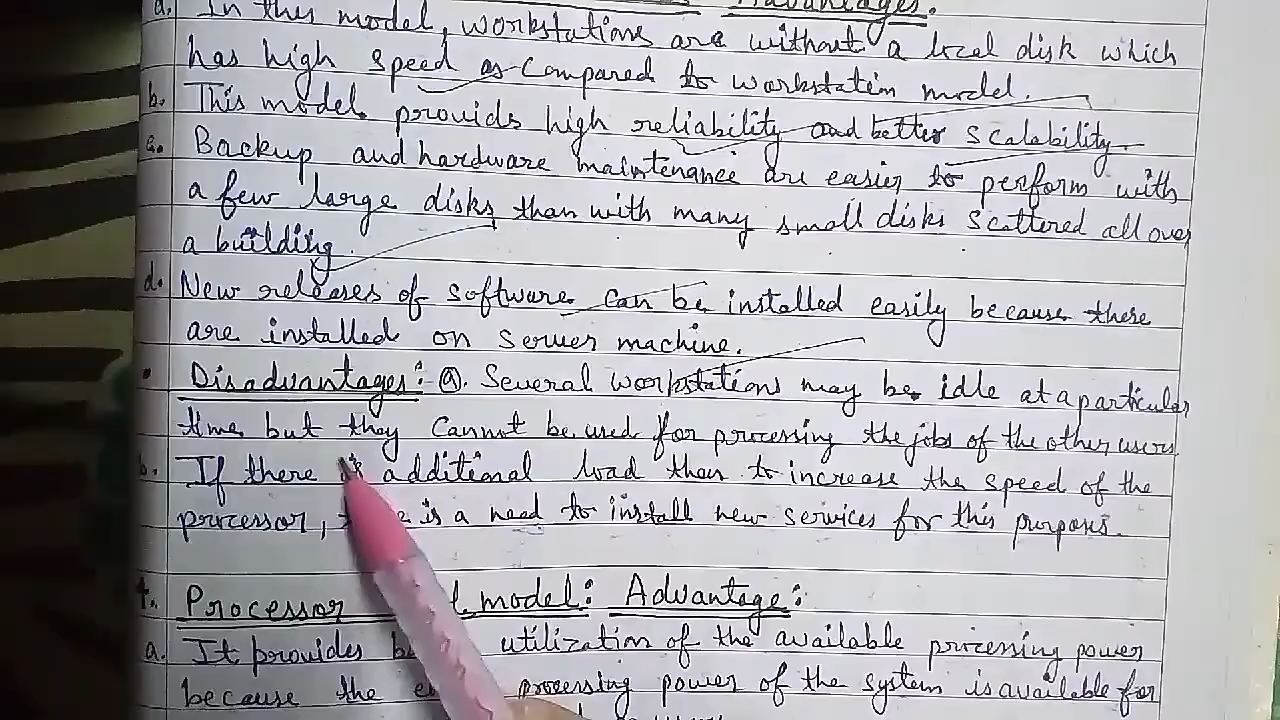 Advantages.
a. In this model, workstations are without a local disk which
has high speed as compared to workstation model.
b. This model provids high reliability and better scalability.
c. Backup and hardware maintenance are easier to perform with
a few large disks than with many small disks scattered all over
a building.
d. New releases of software can be installed easily because there
are installed on server machine.
• Disadvantages: (a). Several workstations may be idle at a particular
time but they cannot be used for processing the jobs of the other users
b. If there is additional load than to increase the speed of the
processor, is a need to install new services for this purpose.
4. Processor model: Advantage:
a. It provides utilization of the available processing power
because the processing power of the system is available for